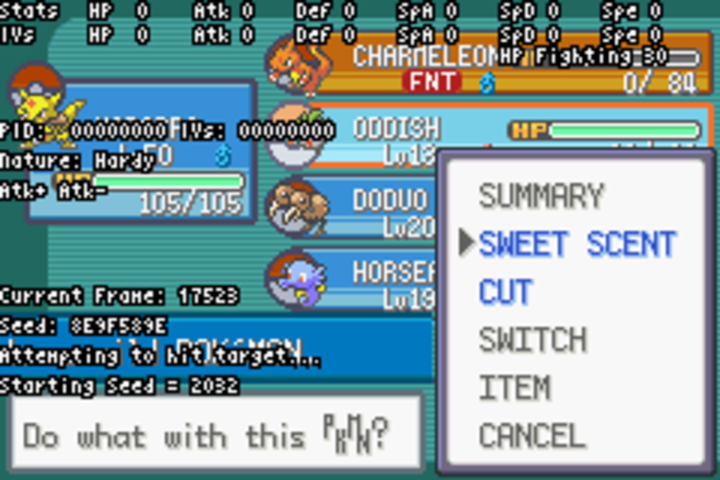 Stats HP 0 Atk 0 Def 0 SpA 0 SpD 0 Spe 0
IVs HP 0 Atk 0 Def 0 SpA 0 SpD 0 Spe 0
CHARMELEON HP Fighting 30
FNT 0/ 84
PID: 00000000 IVs: 00000000
ODDISH HP
Lv18
Nature: Hardy
Atk+ Atk-
105/105
DODUO
Lv20
HORSEA
Lv19
Current Frame: 17523
Seed: 8E9F589E
Attempting to hit target...
Starting Seed = 2032
SUMMARY
SWEET SCENT
CUT
SWITCH
ITEM
CANCEL
Do what with this PKMN?